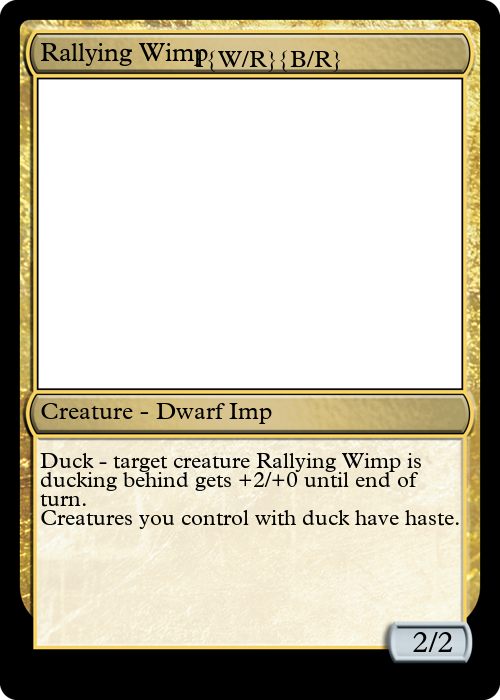 Rallying Wimp
1{W/R}{B/R}
Creature - Dwarf Imp
Duck - target creature Rallying Wimp is
ducking behind gets +2/+0 until end of
turn.
Creatures you control with duck have haste.
2/2